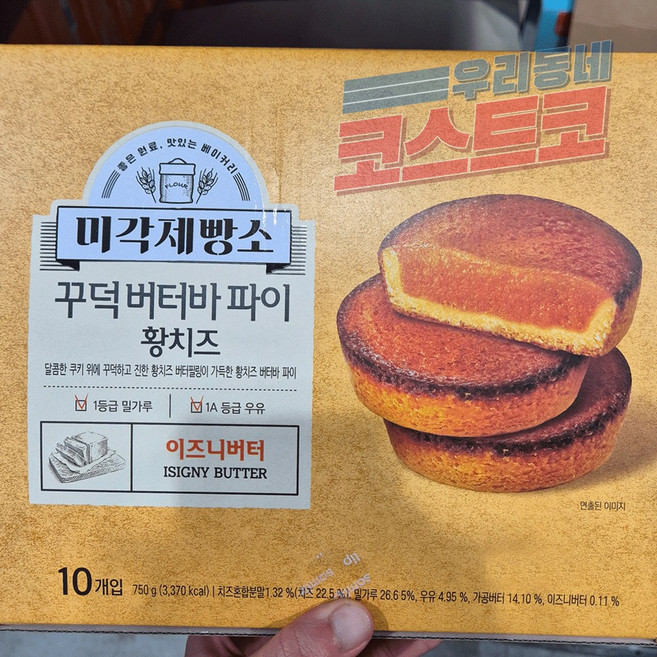 우리동네
코스트코
좋은 원료, 맛있는 베이커리
FLOUR
미각제빵소
꾸덕 버터바 파이
황치즈
달콤한 쿠키 위에 꾸덕하고 진한 황치즈 버터필링이 가득한 황치즈 버터바 파이
1등급 밀가루 | 1A 등급 우유
이즈니버터
ISIGNY BUTTER
연출된 이미지
10개입 750 g (3,370 kcal) | 치즈혼합분말1.32 %(치즈 22.5 %), 밀가루 26.6 5%, 우유 4.95 %, 가공버터 14.10 %, 이즈니버터 0.11 %